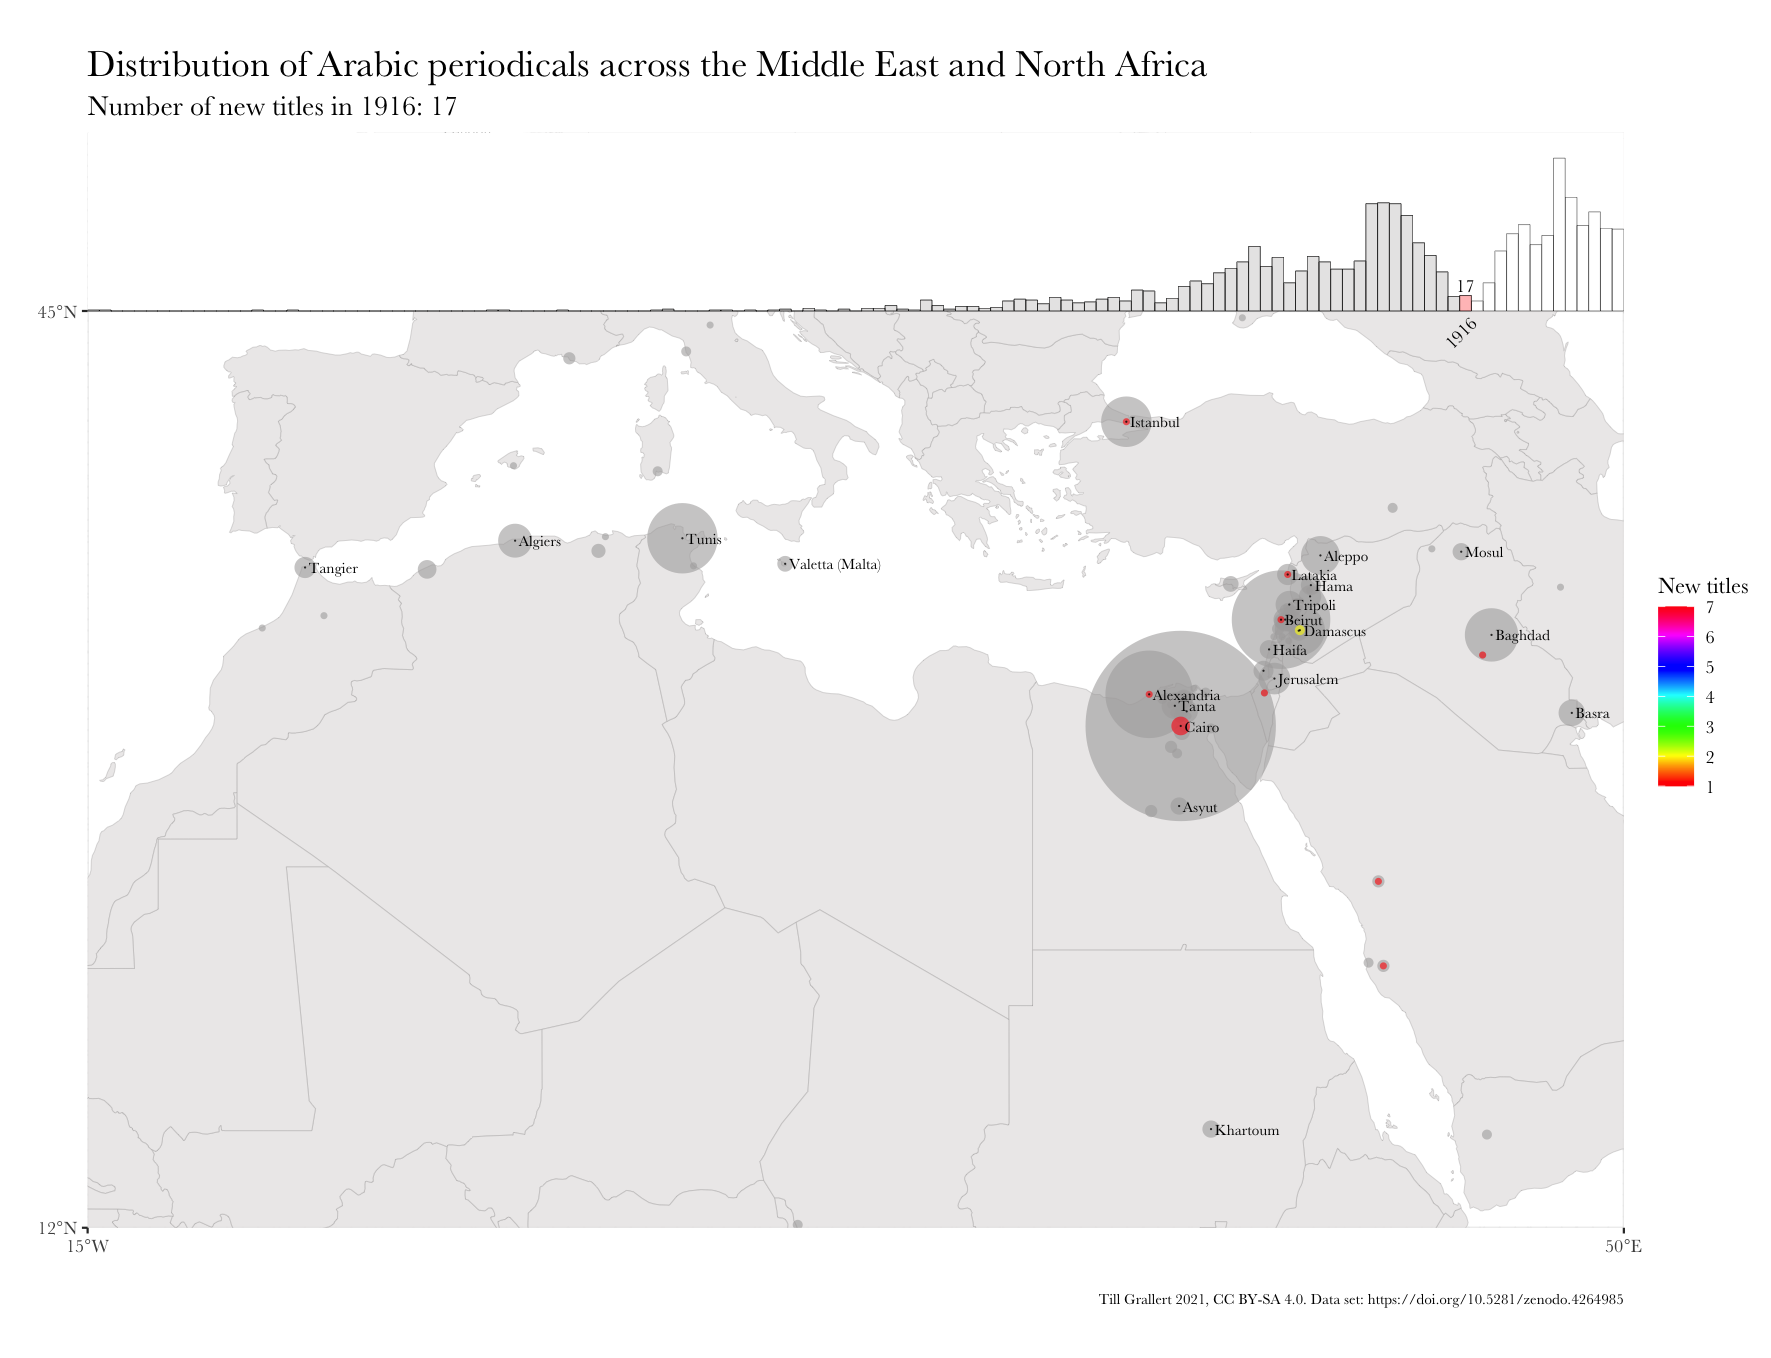 Distribution of Arabic periodicals across the Middle East and North Africa
Number of new titles in 1916: 17
17
45°N
1916
Istanbul
Algiers
Tunis
Aleppo
Mosul
Valetta (Malta)
Tangier
Latakia
Hama
New titles
Tripoli
7
Beirut
Damascus
Baghdad
6
Haifa
5
Jerusalem
Alexandria
4
Tanta
Basra
Cairo
3
2
1
Asyut
Khartoum
12°N
15°W
50°E
Till Grallert 2021, CC BY-SA 4.0. Data set: https://doi.org/10.5281/zenodo.4264985